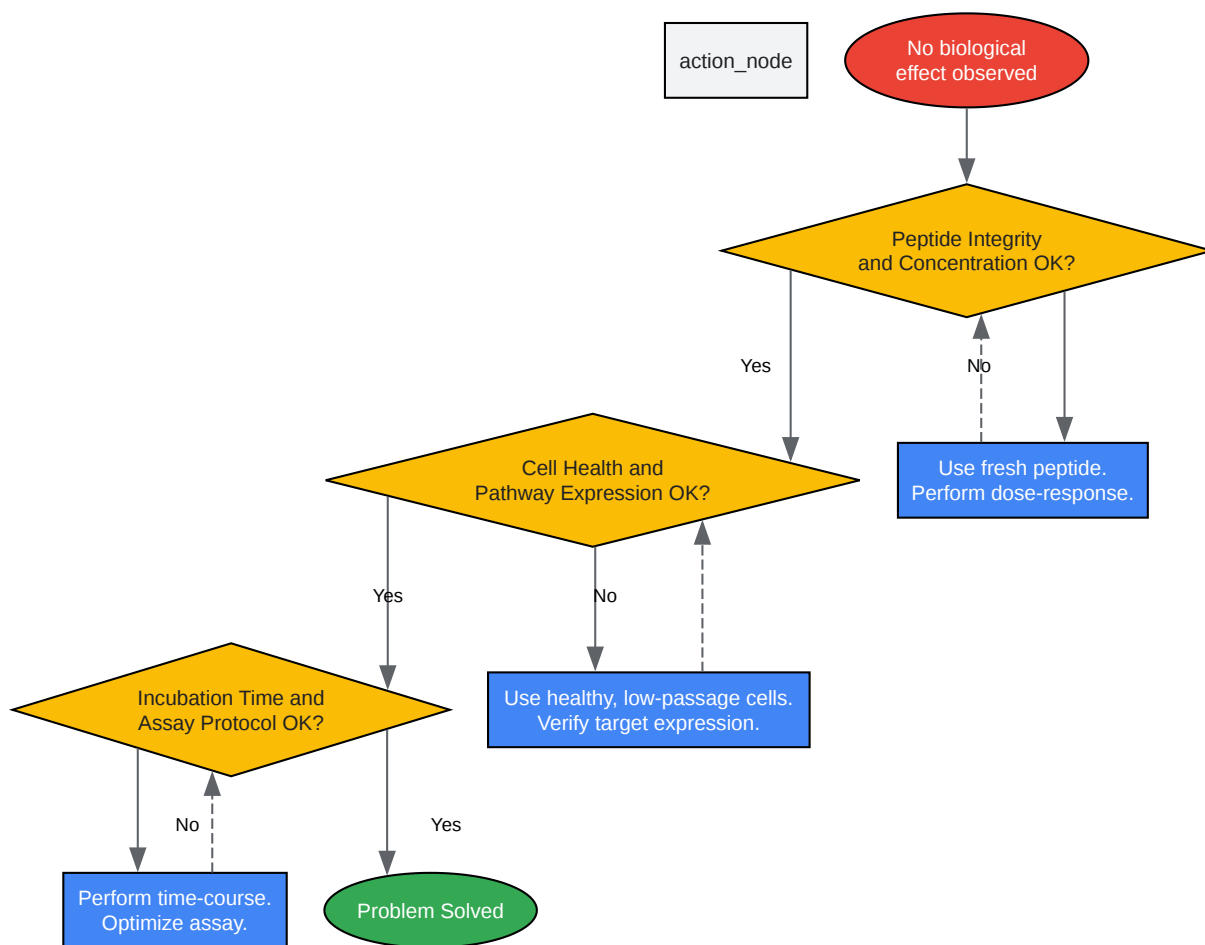 action_node
No biological
effect observed
Peptide Integrity
and Concentration OK?
Yes
No
Use fresh peptide.
Perform dose-response.
Cell Health and
Pathway Expression OK?
Yes
No
Use healthy, low-passage cells.
Verify target expression.
Incubation Time and
Assay Protocol OK?
No
Yes
Perform time-course.
Optimize assay.
Problem Solved